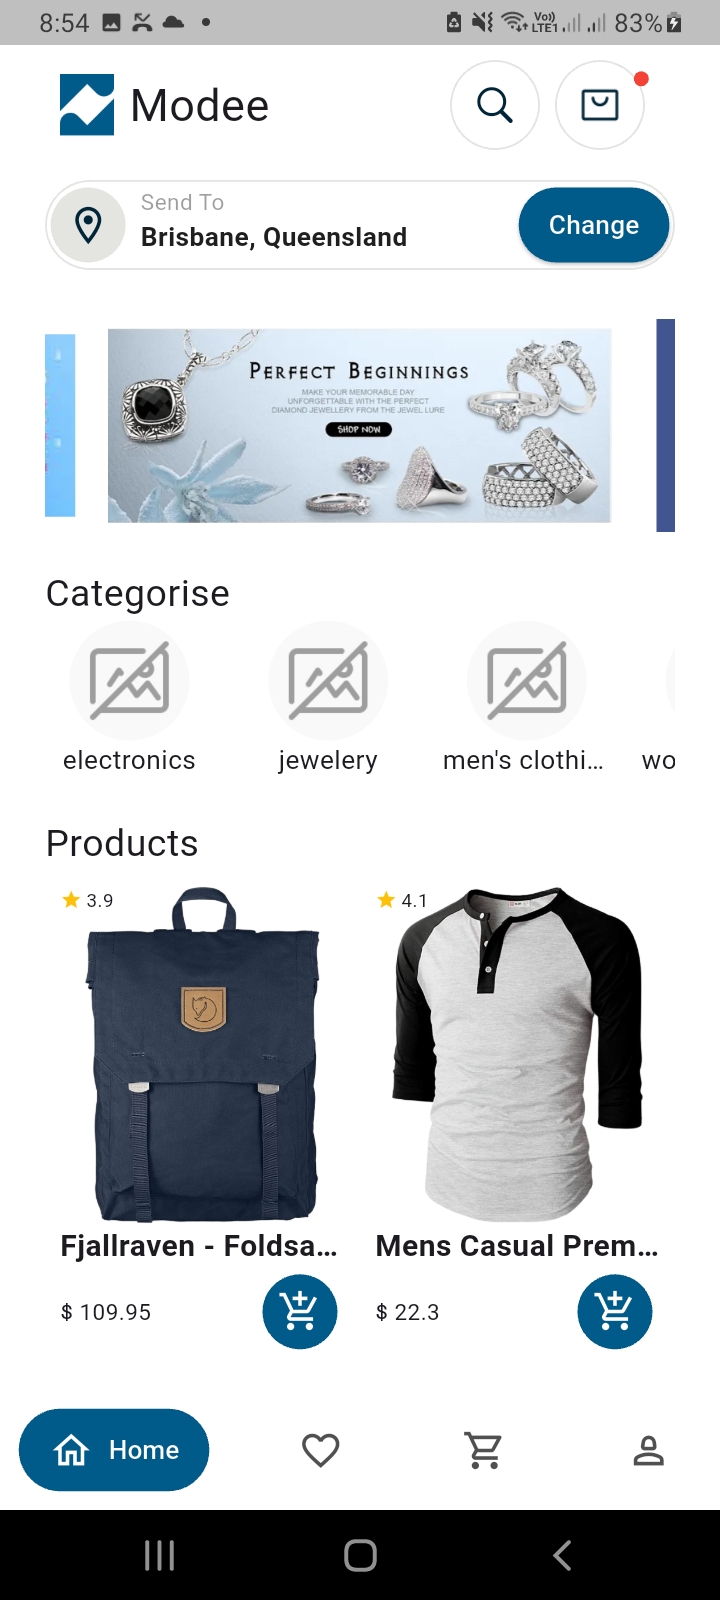 8:54
Vo)) LTE1
83%
Modee
Send To
Brisbane, Queensland
Change
PERFECT BEGINNINGS
MAKE YOUR MEMORABLE DAY
UNFORGETTABLE WITH THE PERFECT
DIAMOND JEWELLERY FROM THE JEWEL LURE
SHOP NOW
Categorise
electronics
jewelery
men's clothi...
wo
Products
3.9
4.1
Fjallraven - Foldsa...
Mens Casual Prem...
$ 109.95
$ 22.3
Home